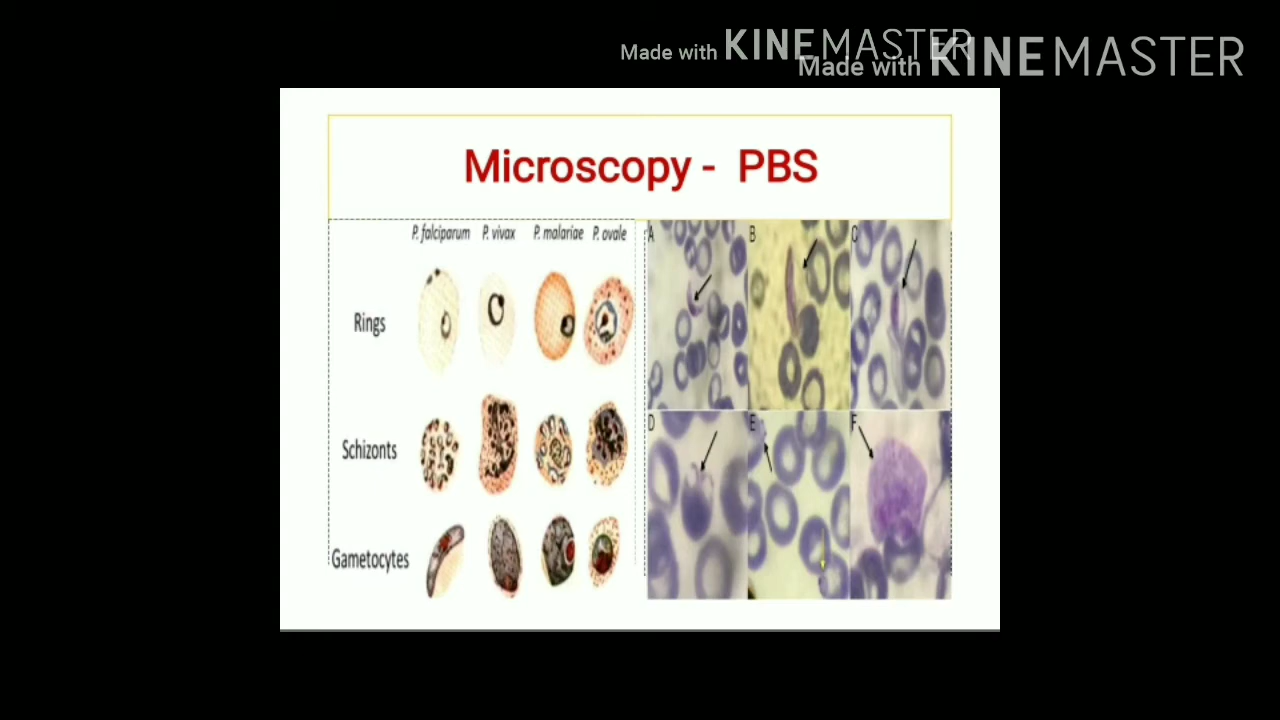 Made with KINEMASTER
Made with KINEMASTER
Microscopy - PBS
P. falciparum P. vivax P. malariae P. ovale
Rings
Schizonts
Gametocytes
A B C
D E F